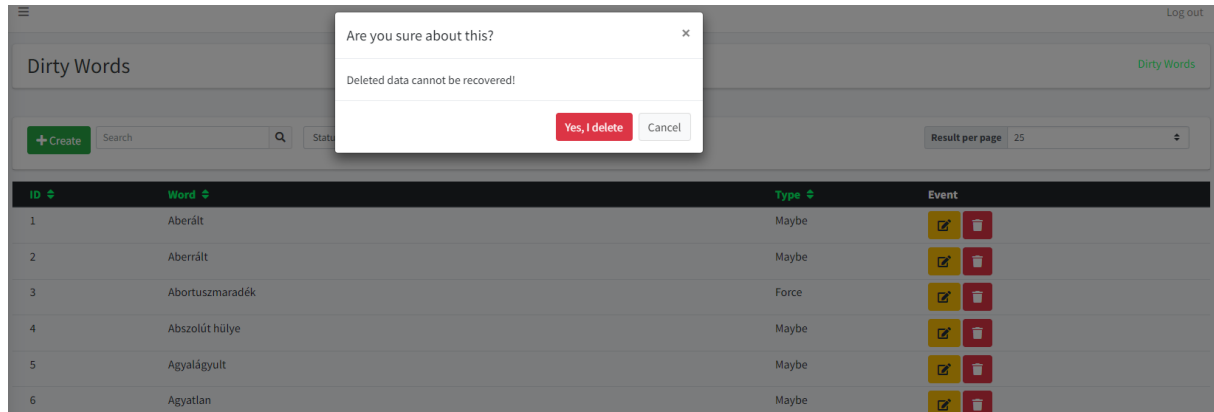 Log out
Are you sure about this? ×
Dirty Words
Dirty Words
Deleted data cannot be recovered!
Yes, I delete Cancel
Create Search Result per page 25
ID Word Type Event
1 Aberált Maybe
2 Aberrált Maybe
3 Abortuszmaradék Force
4 Abszolút hülye Maybe
5 Agyalágyult Maybe
6 Agyatlan Maybe